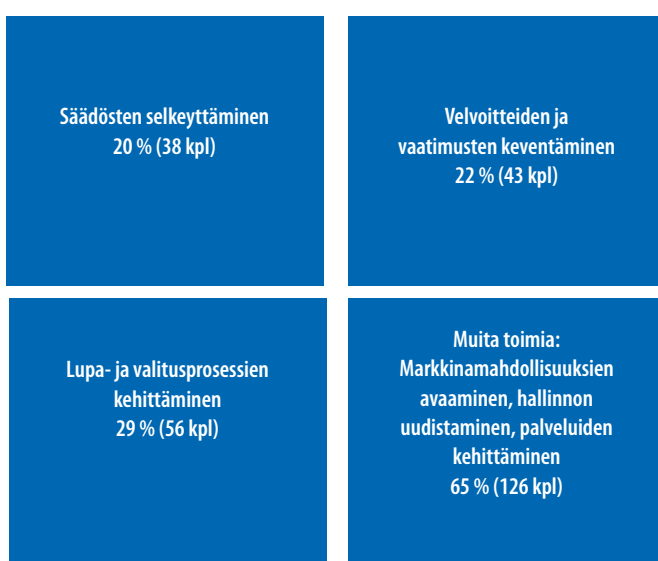 Säädösten selkeyttäminen
20 % (38 kpl)
Velvoitteiden ja
vaatimusten keventäminen
22 % (43 kpl)
Lupa- ja valitusprosessien
kehittäminen
29 % (56 kpl)
Muita toimia:
Markkinamahdollisuuksien
avaaminen, hallinnon
uudistaminen, palveluiden
kehittäminen
65 % (126 kpl)